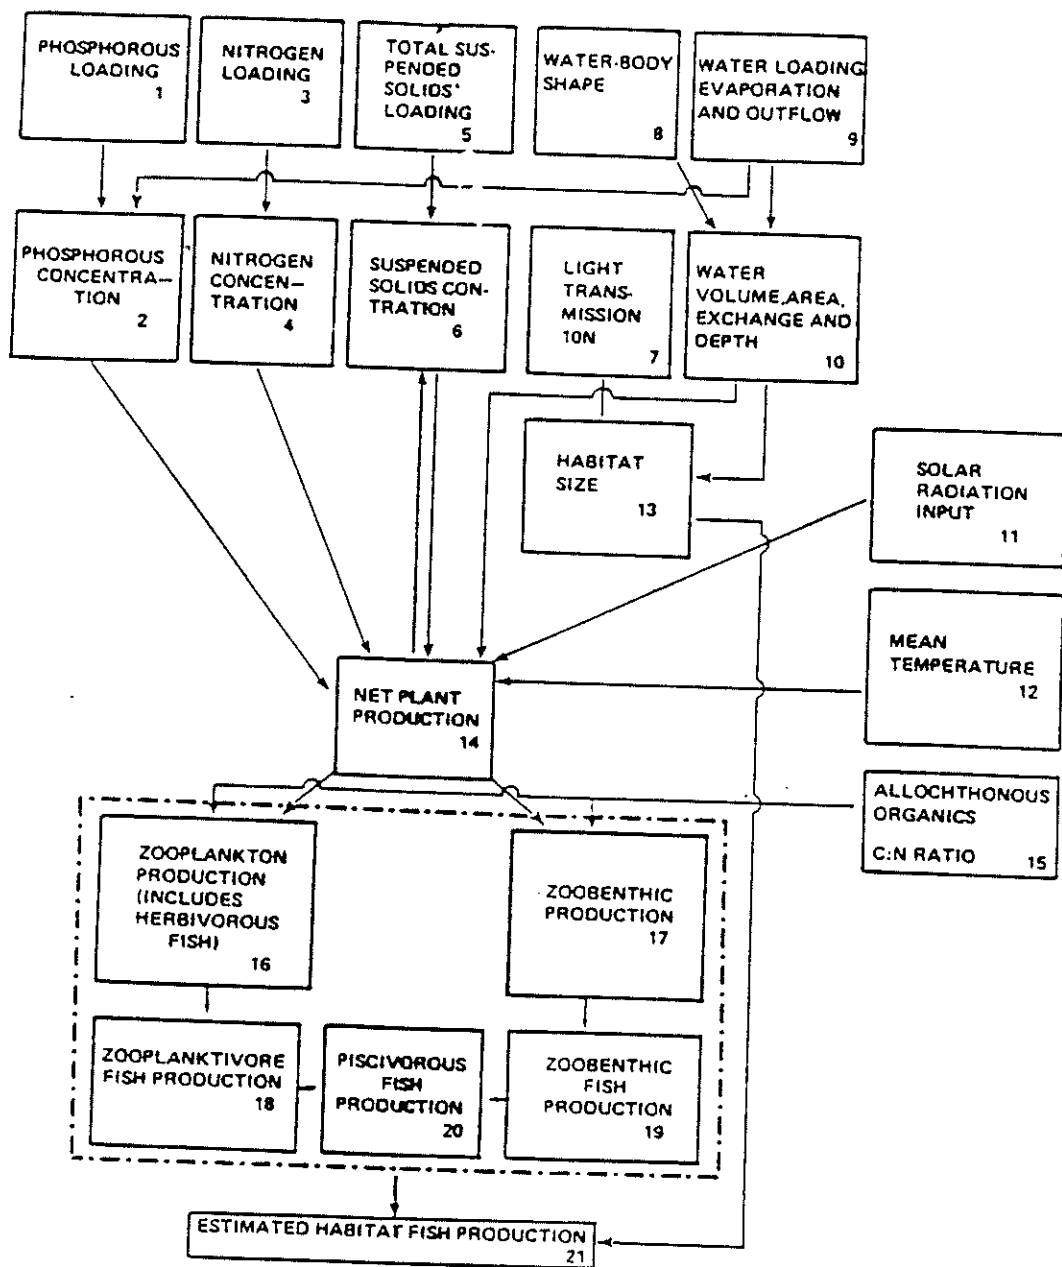 PHOSPHOROUS
LOADING
1
NITROGEN
LOADING
3
TOTAL SUS-
PENDED
SOLIDS'
LOADING
5
WATER-BODY
SHAPE
8
WATER LOADING
EVAPORATION
AND OUTFLOW
9
PHOSPHOROUS
CONCENTRA—
TION
2
NITROGEN
CONCEN—
TRATION
4
SUSPENDED
SOLIDS CON-
TRATION
6
LIGHT
TRANS-
MISSION
10N
7
WATER
VOLUME, AREA,
EXCHANGE AND
DEPTH
10
HABITAT
SIZE
13
SOLAR
RADIATION
INPUT
11
MEAN
TEMPERATURE
12
NET PLANT
PRODUCTION
14
ALLOCHTHONOUS
ORGANICS
C:N RATIO
15
ZOOPLANKTON
PRODUCTION
(INCLUDES
HERBIVOROUS
FISH)
16
ZOOBENTHIC
PRODUCTION
17
ZOOPLANKTIVORE
FISH PRODUCTION
18
PISCIVOROUS
FISH
PRODUCTION
20
ZOOBENTHIC
FISH
PRODUCTION
19
ESTIMATED HABITAT FISH PRODUCTION
21